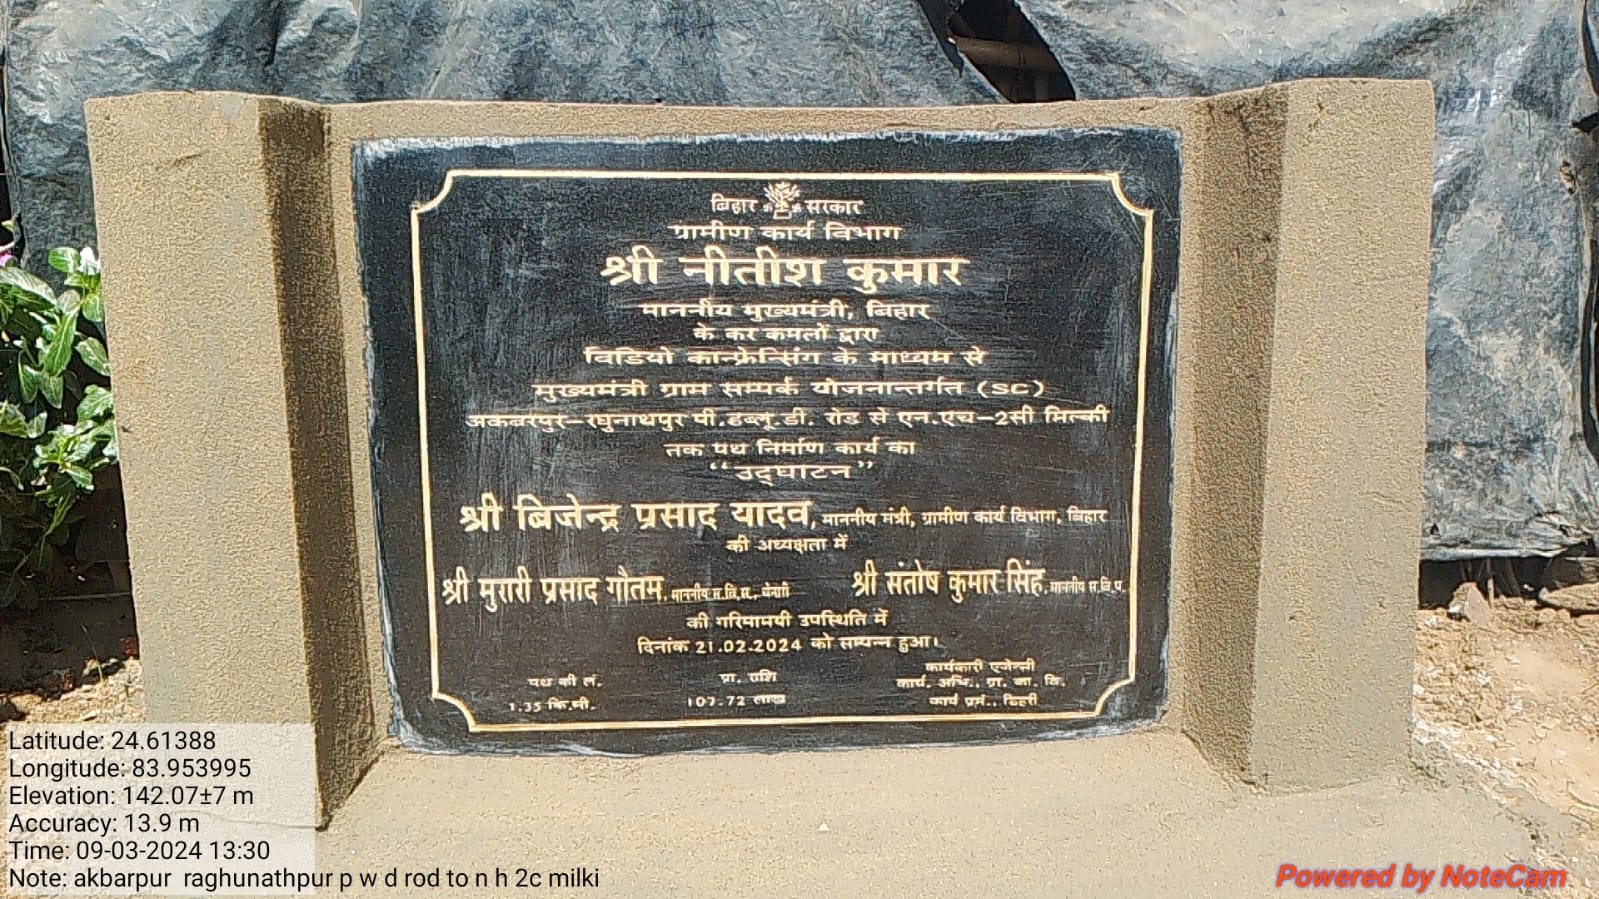 बिहार सरकार
ग्रामीण कार्य विभाग
श्री नीतीश कुमार
माननीय मुख्यमंत्री, बिहार
के कर कमलों द्वारा
विडियो कान्फ्रेन्सिंग के माध्यम से
मुख्यमंत्री ग्राम सम्पर्क योजनान्तर्गत (SC)
अकबरपुर–रघुनाथपुर पी.डब्लू.डी. रोड से एन.एच–2सी मिल्की
तक पथ निर्माण कार्य का
“उद्घाटन”
श्री बिजेन्द्र प्रसाद यादव, माननीय मंत्री, ग्रामीण कार्य विभाग, बिहार
की अध्यक्षता में
श्री मुरारी प्रसाद गौतम, माननीय स.वि.स., चेनारी श्री संतोष कुमार सिंह, माननीय स.वि.प.
की गरिमामयी उपस्थिति में
दिनांक 21.02.2024 को सम्पन्न हुआ।
पथ की लं. प्रा. राशि कार्यकारी एजेन्सी
कार्य. अभि., ग्रा. का. वि.
1.35 कि.मी. 107.72 लाख कार्य प्रम., डिहरी
Latitude: 24.61388
Longitude: 83.953995
Elevation: 142.07±7 m
Accuracy: 13.9 m
Time: 09-03-2024 13:30
Note: akbarpur raghunathpur p w d rod to n h 2c milki
Powered by NoteCam